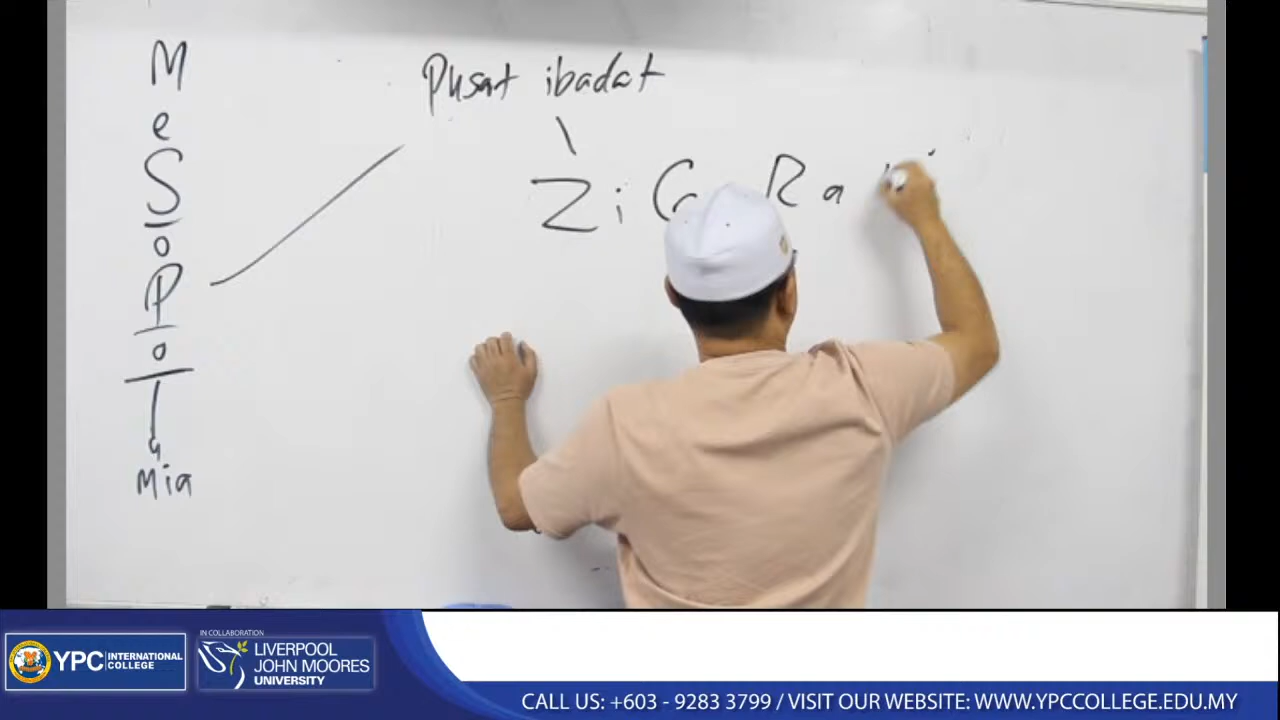 M
e
S
o
P
o
T
a
Mia
Pusat ibadat
Zi G Ra
YPC INTERNATIONAL COLLEGE
IN COLLABORATION
LIVERPOOL
JOHN MOORES
UNIVERSITY
CALL US: +603 - 9283 3799 / VISIT OUR WEBSITE: WWW.YPCCOLLEGE.EDU.MY